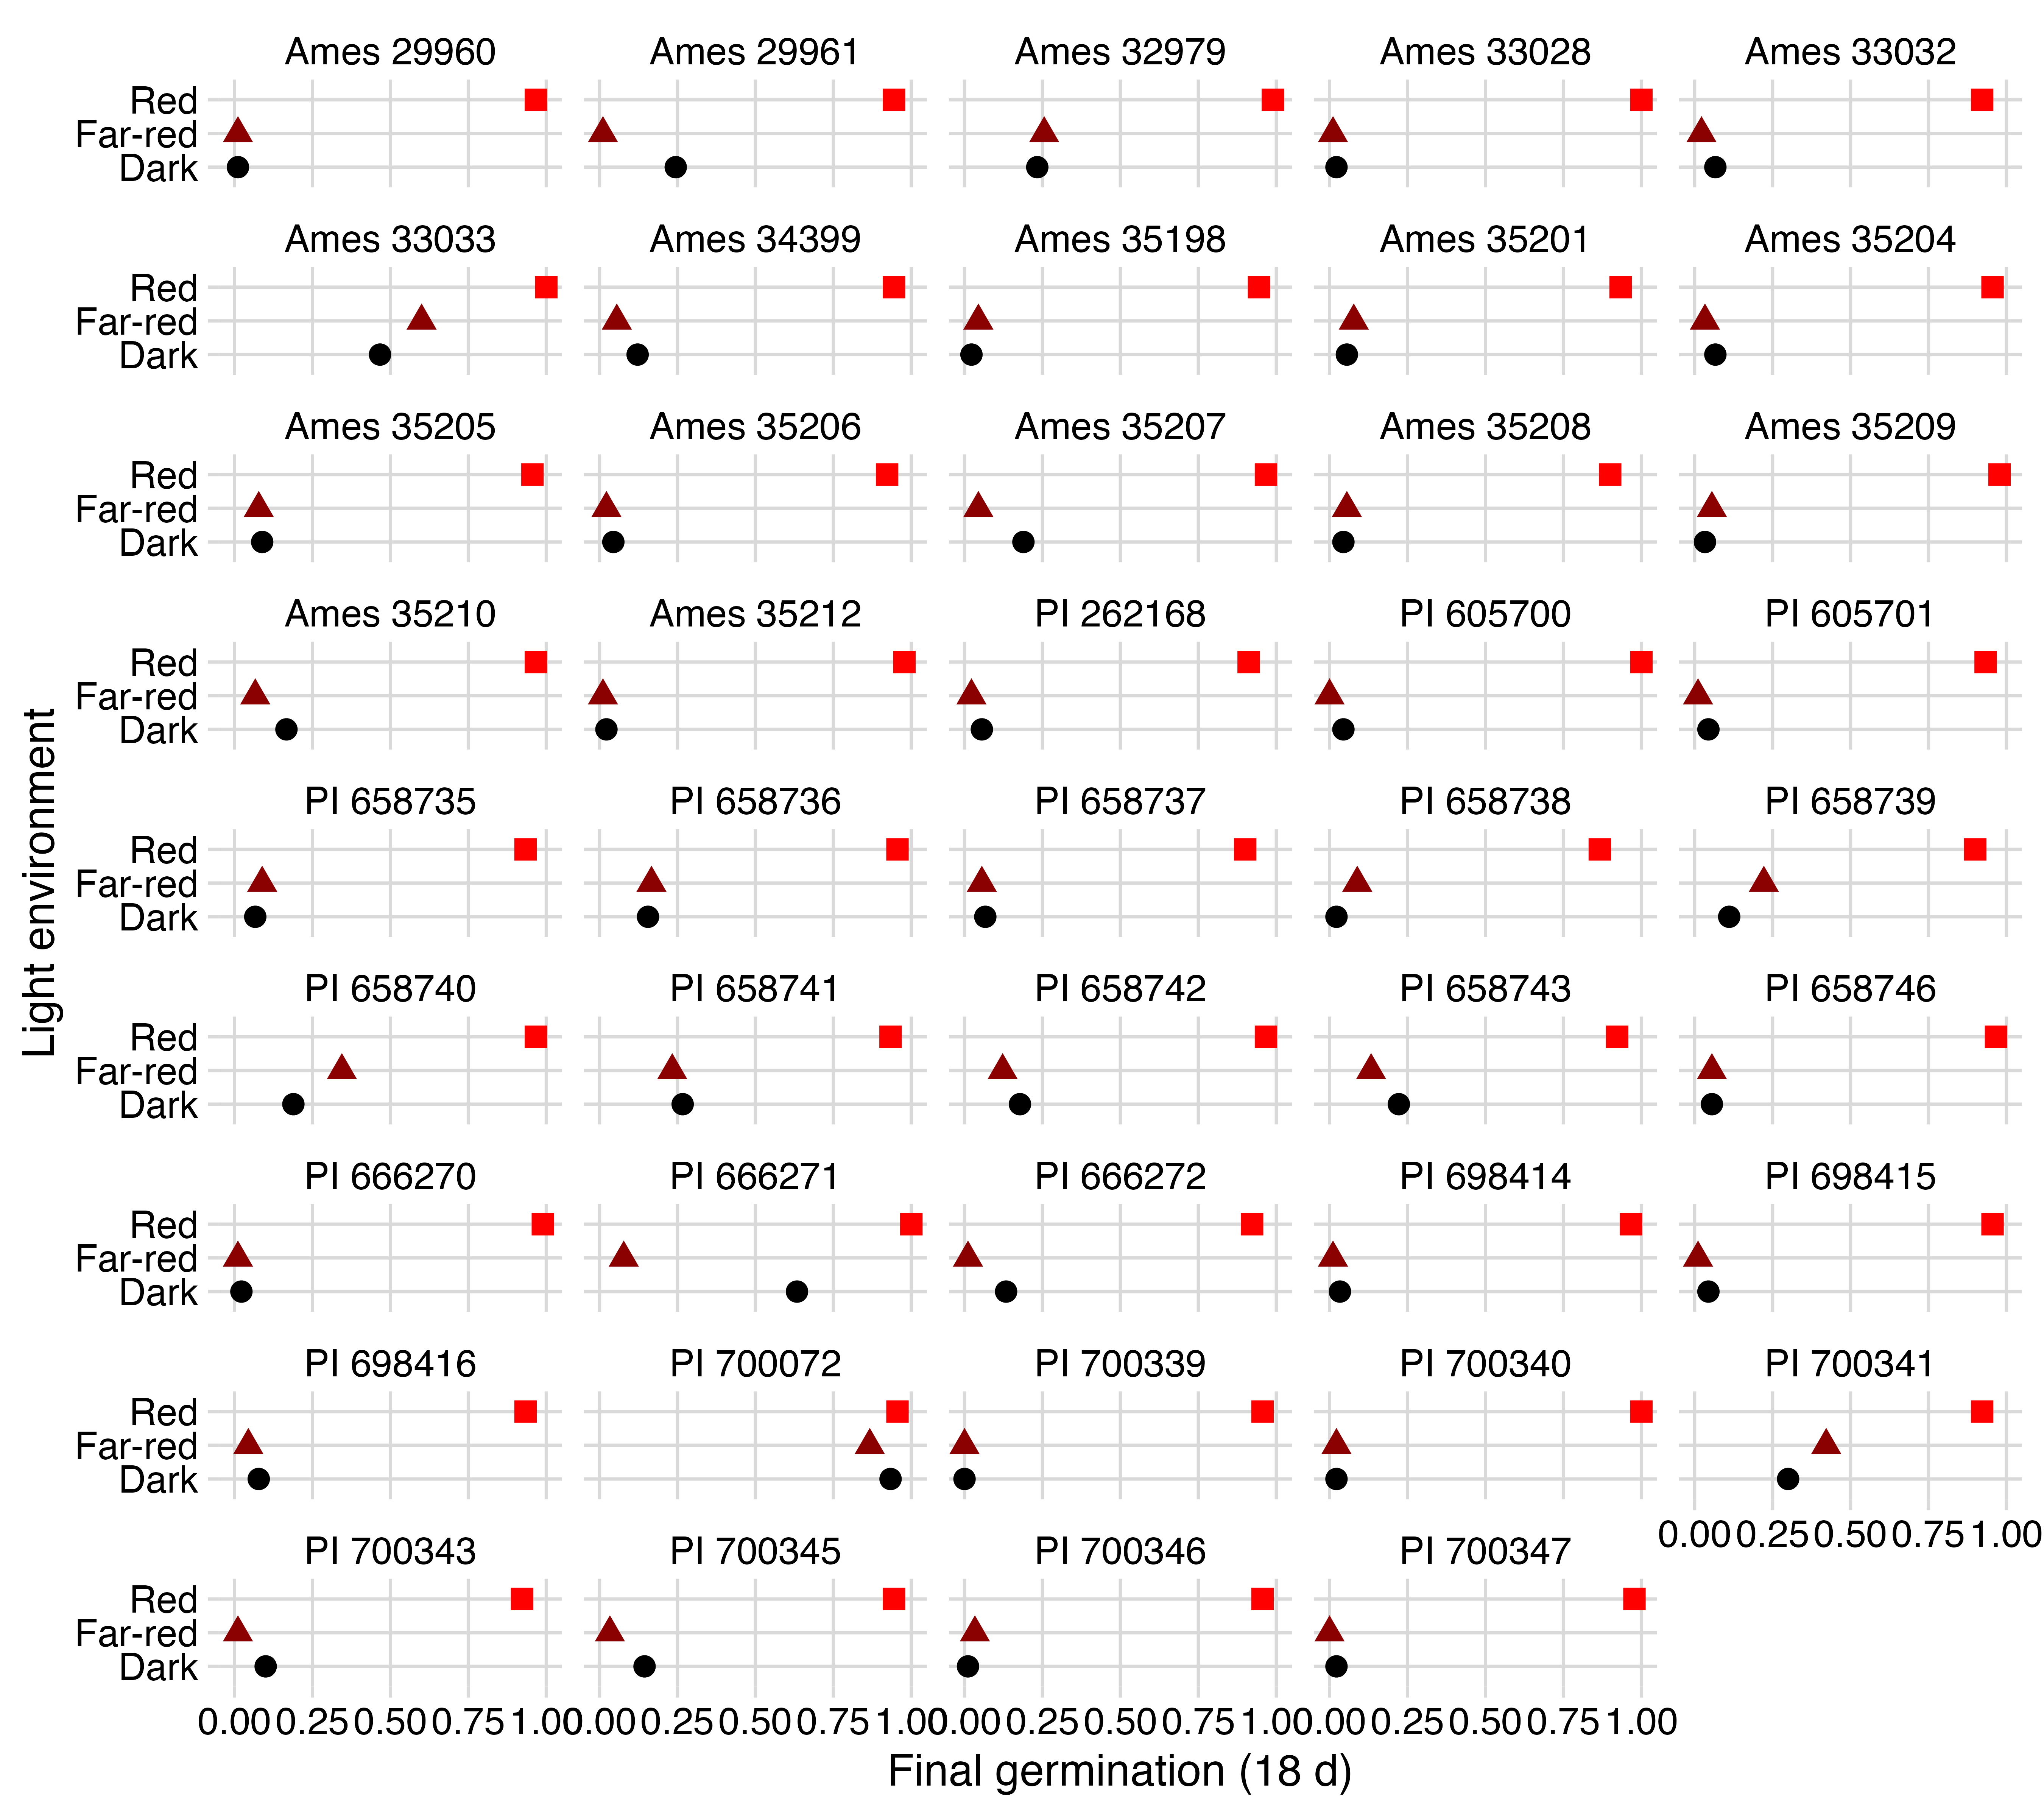 Ames 29960 Ames 29961 Ames 32979 Ames 33028 Ames 33032
Red
Far-red
Dark
Ames 33033 Ames 34399 Ames 35198 Ames 35201 Ames 35204
Red
Far-red
Dark
Ames 35205 Ames 35206 Ames 35207 Ames 35208 Ames 35209
Red
Far-red
Dark
Ames 35210 Ames 35212 PI 262168 PI 605700 PI 605701
Red
Far-red
Dark
Light environment
PI 658735 PI 658736 PI 658737 PI 658738 PI 658739
Red
Far-red
Dark
PI 658740 PI 658741 PI 658742 PI 658743 PI 658746
Red
Far-red
Dark
PI 666270 PI 666271 PI 666272 PI 698414 PI 698415
Red
Far-red
Dark
PI 698416 PI 700072 PI 700339 PI 700340 PI 700341
Red
Far-red
Dark
0.00 0.25 0.50 0.75 1.00
PI 700343 PI 700345 PI 700346 PI 700347
Red
Far-red
Dark
0.00 0.25 0.50 0.75 1.00 0.00 0.25 0.50 0.75 1.00 0.00 0.25 0.50 0.75 1.00 0.00 0.25 0.50 0.75 1.00
Final germination (18 d)